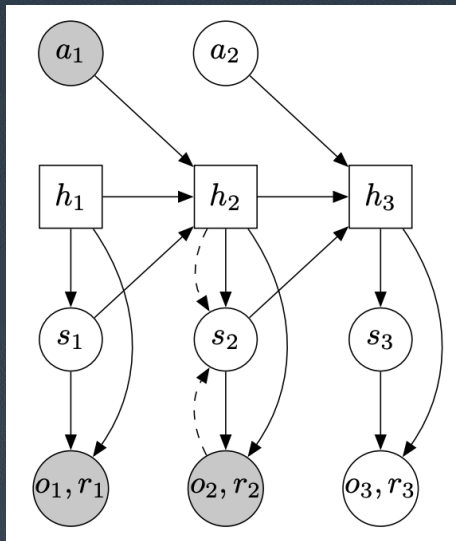 a₁ a₂
h₁ h₂ h₃
s₁ s₂ s₃
o₁, r₁ o₂, r₂ o₃, r₃